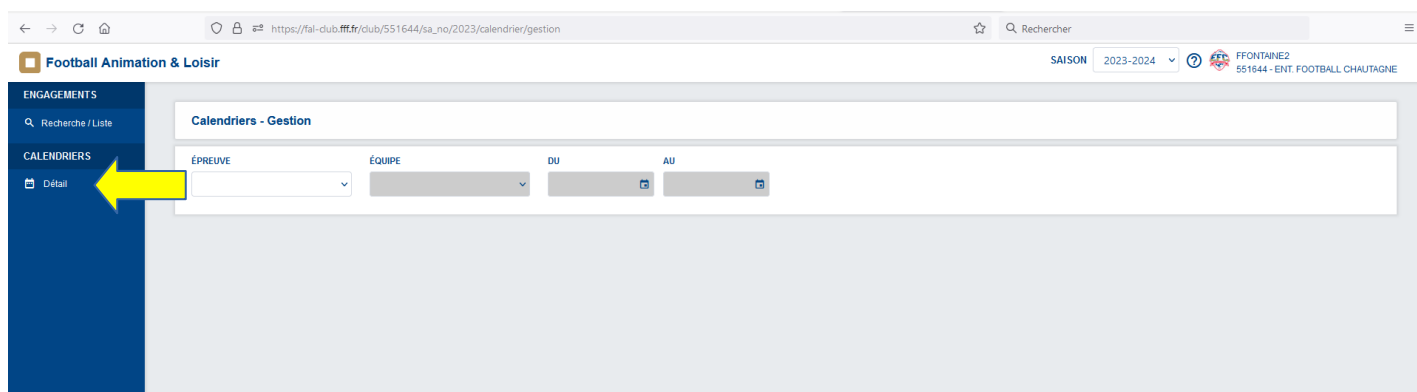 https://fal-club.fff.fr/club/551644/sa_no/2023/calendrier/gestion
Rechercher
Football Animation & Loisir
SAISON
2023-2024
FFONTAINE2
551644 - ENT. FOOTBALL CHAUTAGNE
ENGAGEMENTS
Recherche / Liste
CALENDRIERS
Détail
Calendriers - Gestion
ÉPREUVE
ÉQUIPE
DU
AU